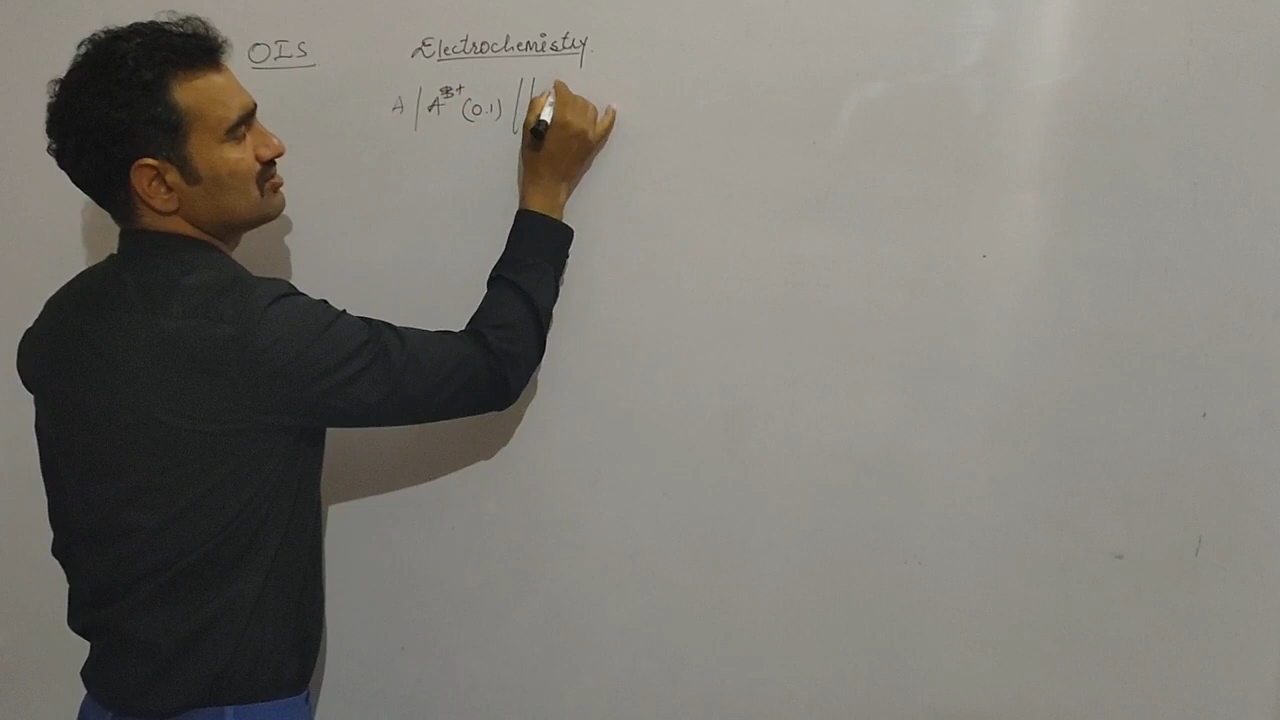 OIS Electrochemistry.
A | A³⁺ (0.1) ||